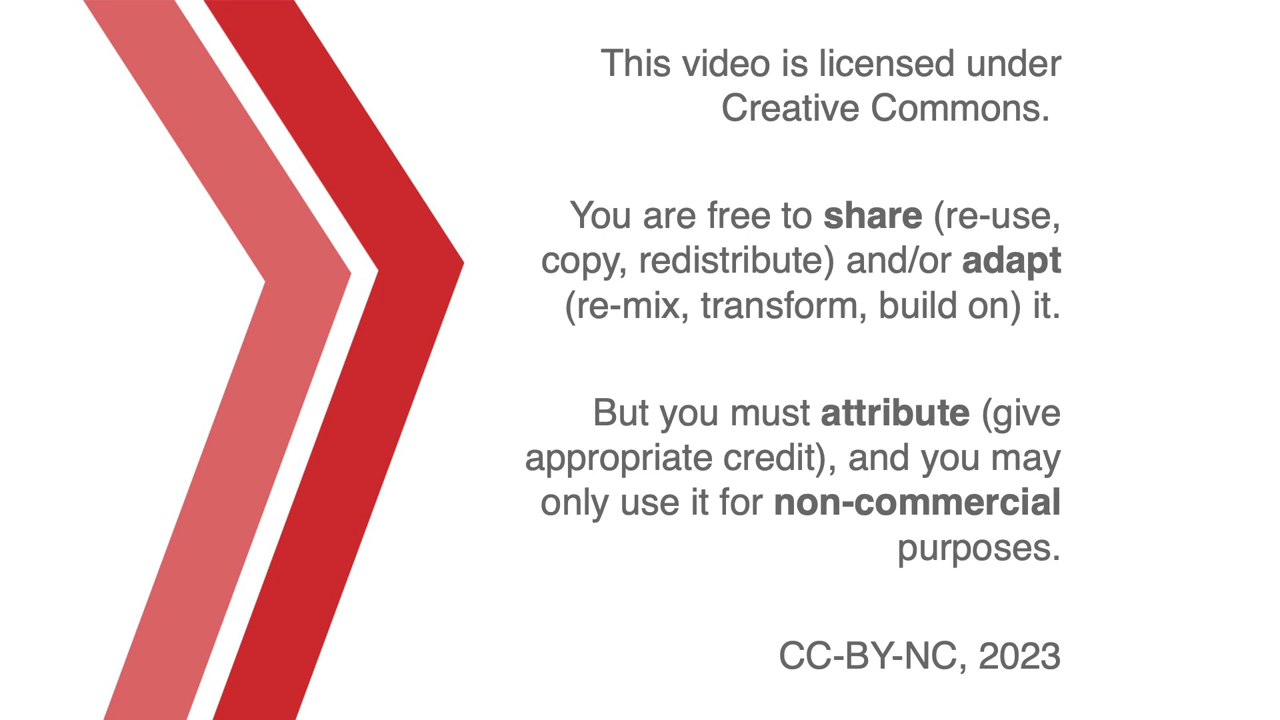 This video is licensed under
Creative Commons.
You are free to share (re-use,
copy, redistribute) and/or adapt
(re-mix, transform, build on) it.
But you must attribute (give
appropriate credit), and you may
only use it for non-commercial
purposes.
CC-BY-NC, 2023